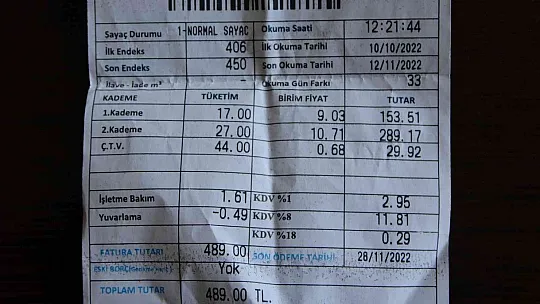 Sayaç Durumu 1-NORMAL SAYAC Okuma Saati 12:21:44
İlk Endeks 406 İlk Okuma Tarihi 10/10/2022
Son Endeks 450 Son Okuma Tarihi 12/11/2022
İlave - İade m³ - Okuma Gün Farkı 33
KADEME TÜKETİM BİRİM FİYAT TUTAR
1.Kademe 17.00 9.03 153.51
2.Kademe 27.00 10.71 289.17
Ç.T.V. 44.00 0.68 29.92
İşletme Bakım 1.61 KDV %1 2.95
Yuvarlama -0.49 KDV %8 11.81
KDV %18 0.29
FATURA TUTARI 489.00 SON ÖDEME TARİHİ 28/11/2022
ESKİ BORÇ Yok
TOPLAM TUTAR 489.00 TL.